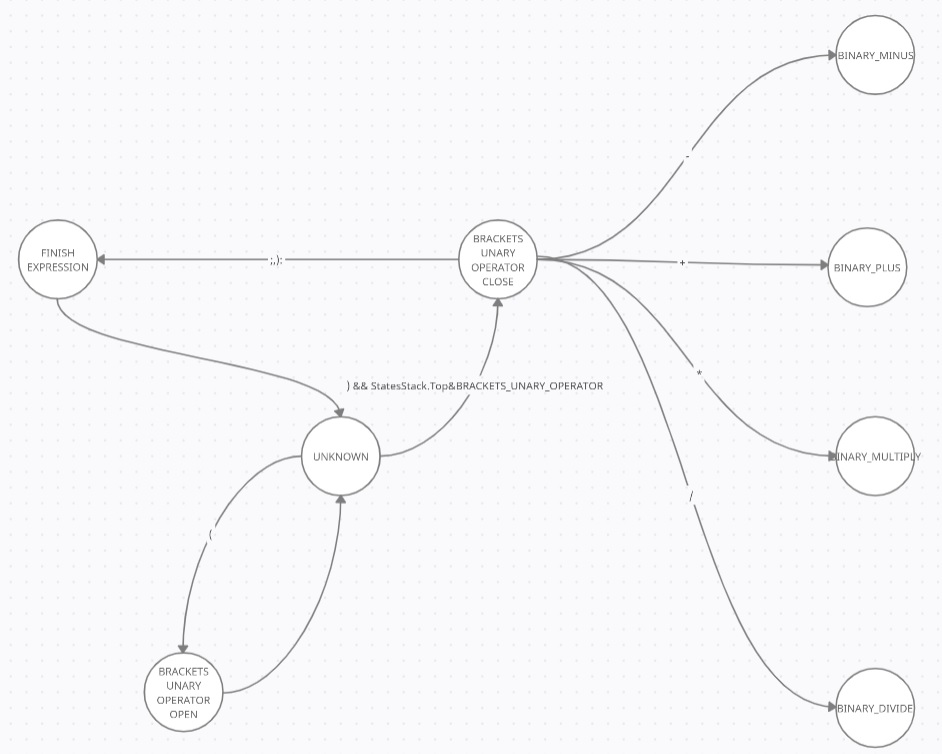 BINARY_MINUS
-
FINISH
EXPRESSION
;,):
BRACKETS
UNARY
OPERATOR
CLOSE
+
BINARY_PLUS
*
) && StatesStack.Top&BRACKETS_UNARY_OPERATOR
UNKNOWN
BINARY_MULTIPLY
/
(
BRACKETS
UNARY
OPERATOR
OPEN
BINARY_DIVIDE